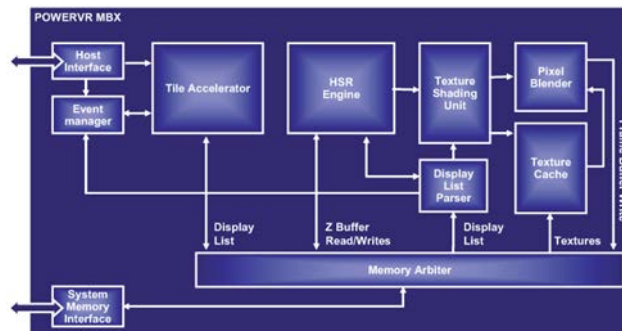 POWERVR MBX
Host
Interface
Event
manager
Tile Accelerator
HSR
Engine
Texture
Shading
Unit
Pixel
Blender
Texture
Cache
Display
List
Parser
Display
List
Z Buffer
Read/Writes
Display
List
Textures
Memory Arbiter
System
Memory
Interface